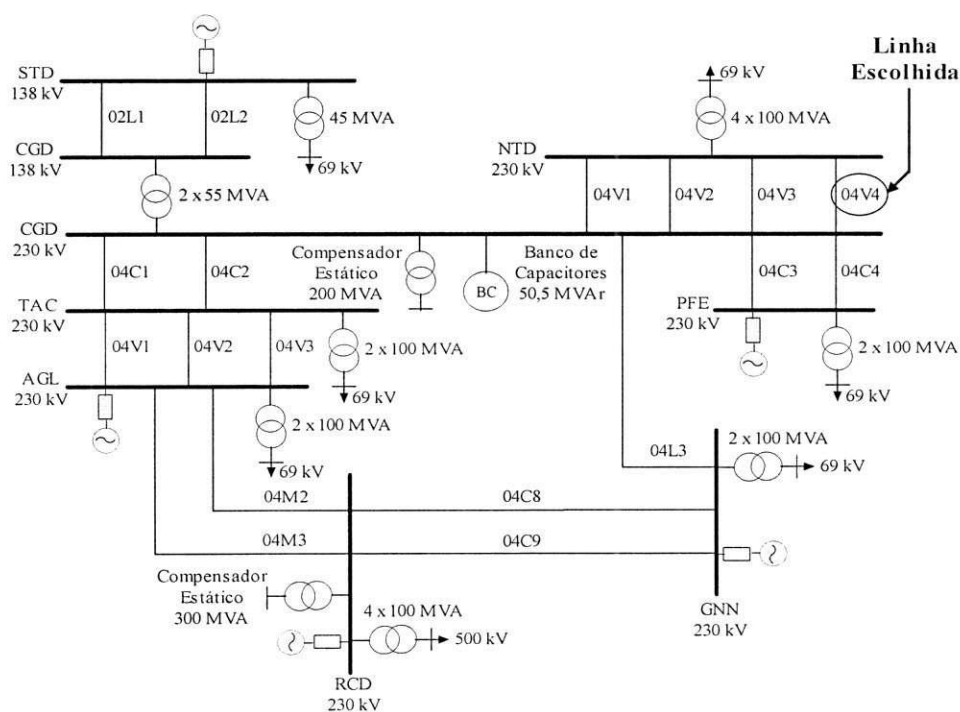 STD
138 kV
02L1
02L2
45 MVA
69 kV
CGD
138 kV
2 x 55 MVA
CGD
230 kV
69 kV
4 x 100 MVA
Linha
Escolhida
NTD
230 kV
04V1
04V2
04V3
04V4
04C1
04C2
Compensador
Estático
200 MVA
BC
Banco de
Capacitores
50,5 MVAr
04C3
04C4
TAC
230 kV
PFE
230 kV
04V1
04V2
04V3
2 x 100 MVA
69 kV
2 x 100 MVA
69 kV
AGL
230 kV
2 x 100 MVA
69 kV
04L3
2 x 100 MVA
69 kV
04M2
04C8
04M3
04C9
Compensador
Estático
300 MVA
4 x 100 MVA
500 kV
GNN
230 kV
RCD
230 kV